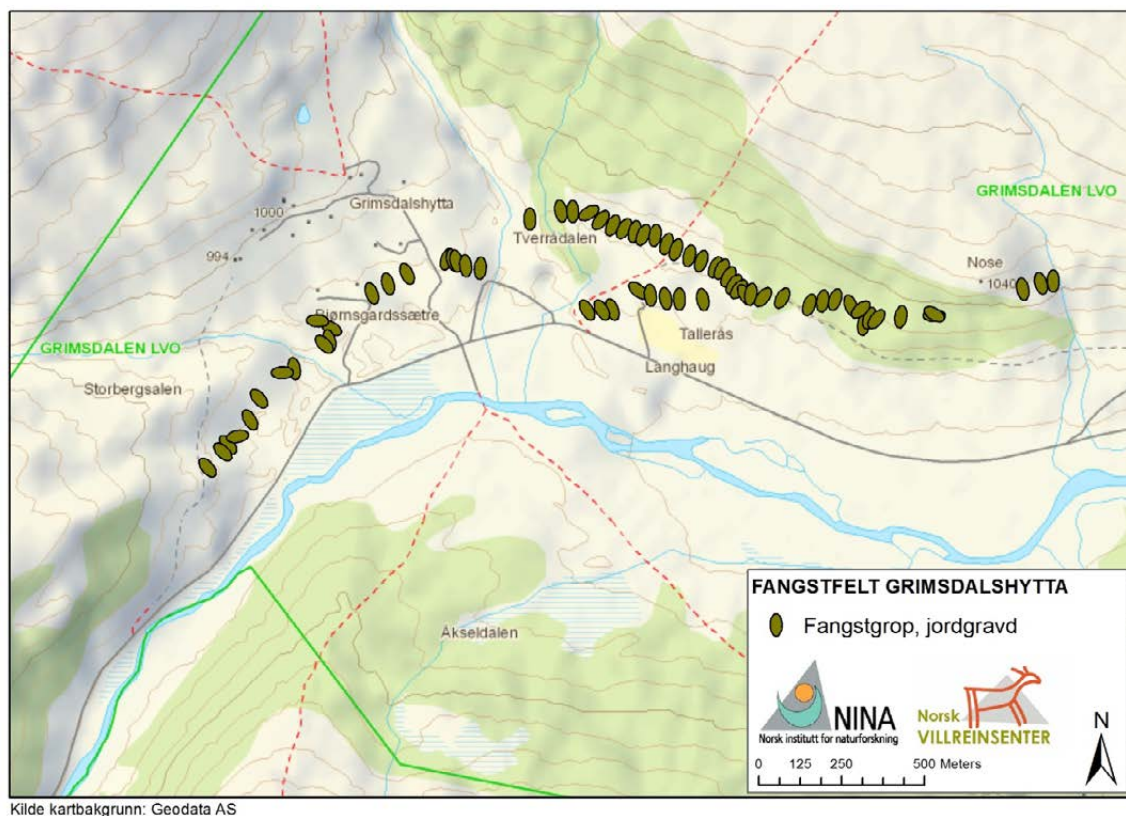 Grimsdalshytta
GRIMSDALEN LVO
1000
Tverrådalen
994
Nose
1040
Bjørnsgardssætre
GRIMSDALEN LVO
Tallerås
Storbergsalen
Langhaug
Åkseldalen
FANGSTFELT GRIMSDALSHYTTA
Fangstgrop, jordgravd
NINA
Norsk institutt for naturforskning
Norsk
VILLREINSENTER
N
0 125 250 500 Meters
Kilde kartbakgrunn: Geodata AS